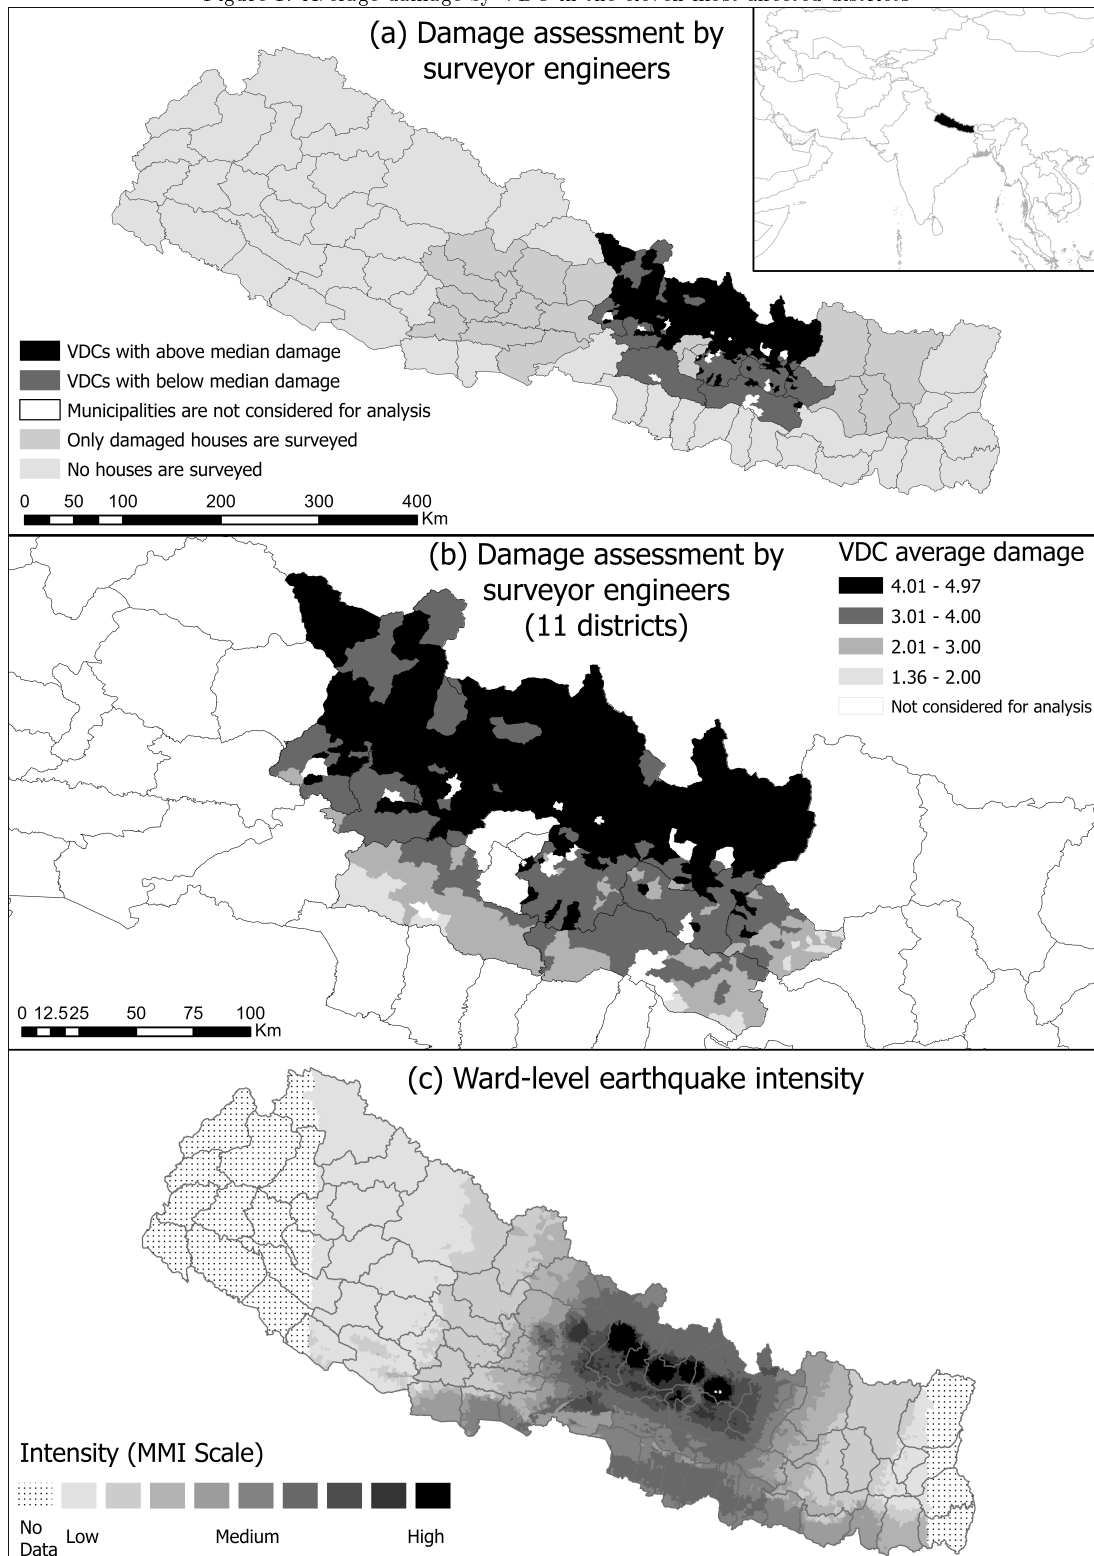 (a) Damage assessment by
surveyor engineers
VDCs with above median damage
VDCs with below median damage
Municipalities are not considered for analysis
Only damaged houses are surveyed
No houses are surveyed
0 50 100 200 300 400
Km
(b) Damage assessment by
surveyor engineers
(11 districts)
VDC average damage
4.01 - 4.97
3.01 - 4.00
2.01 - 3.00
1.36 - 2.00
Not considered for analysis
0 12.525 50 75 100
Km
(c) Ward-level earthquake intensity
Intensity (MMI Scale)
No
Data
Low Medium High